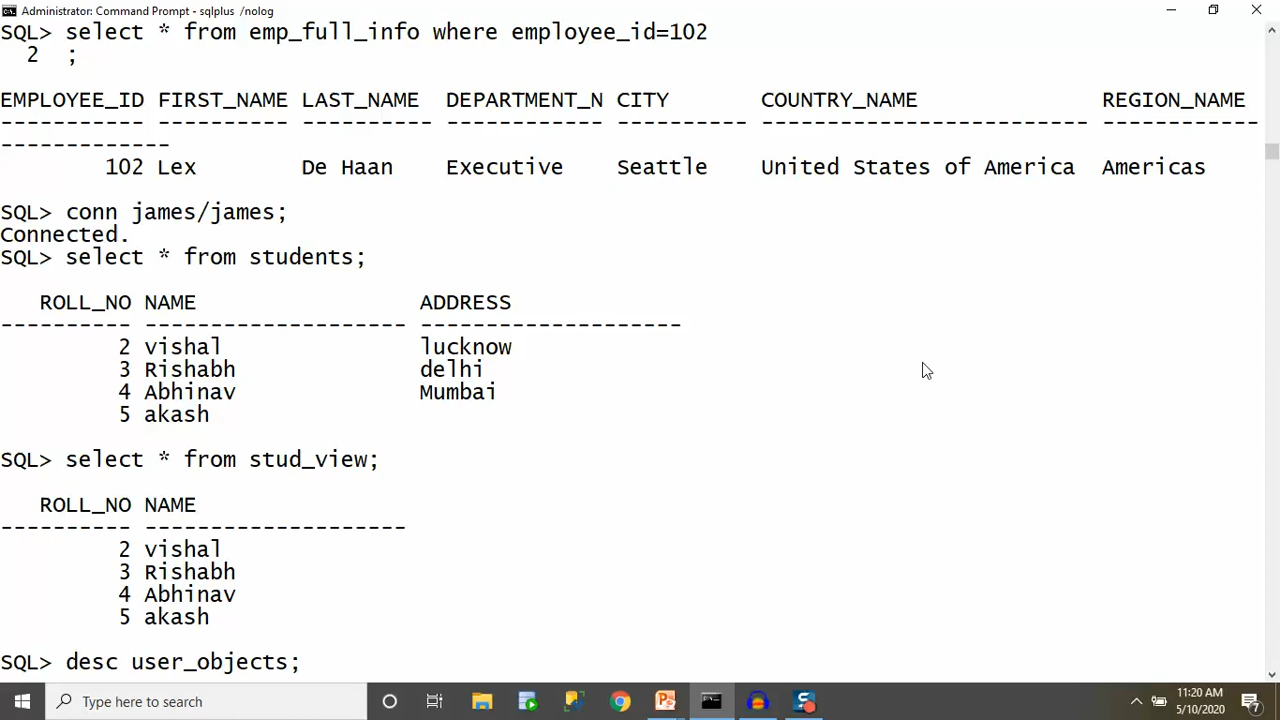 Administrator: Command Prompt - sqlplus /nolog
SQL> select * from emp_full_info where employee_id=102
2 ;
EMPLOYEE_ID FIRST_NAME LAST_NAME DEPARTMENT_N CITY COUNTRY_NAME REGION_NAME
----------- ---------- ---------- ------------ ---------- ------------------------- ------------
-------------
102 Lex De Haan Executive Seattle United States of America Americas
SQL> conn james/james;
Connected.
SQL> select * from students;
ROLL_NO NAME ADDRESS
---------- -------------------- --------------------
2 vishal lucknow
3 Rishabh delhi
4 Abhinav Mumbai
5 akash
SQL> select * from stud_view;
ROLL_NO NAME
---------- --------------------
2 vishal
3 Rishabh
4 Abhinav
5 akash
SQL> desc user_objects;
Type here to search
11:20 AM
5/10/2020
7